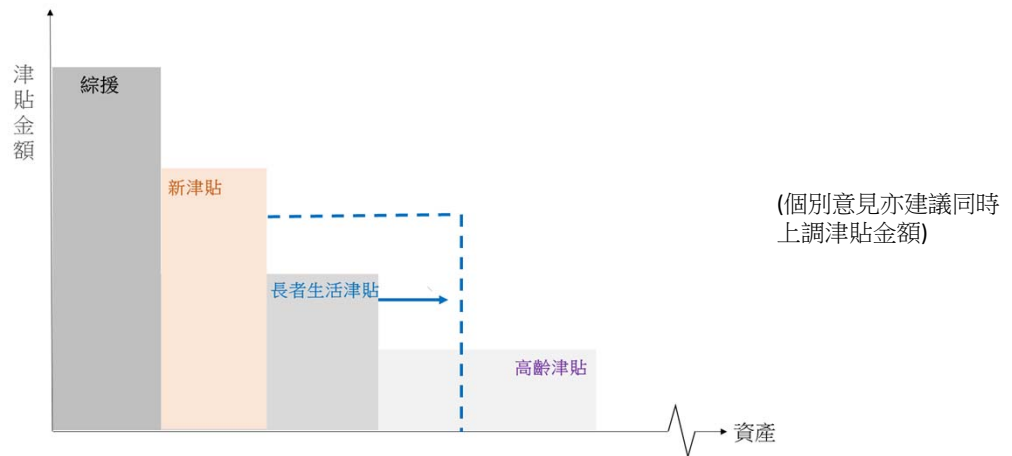 津貼金額
綜援
新津貼
長者生活津貼
高齡津貼
資產
(個別意見亦建議同時
上調津貼金額)